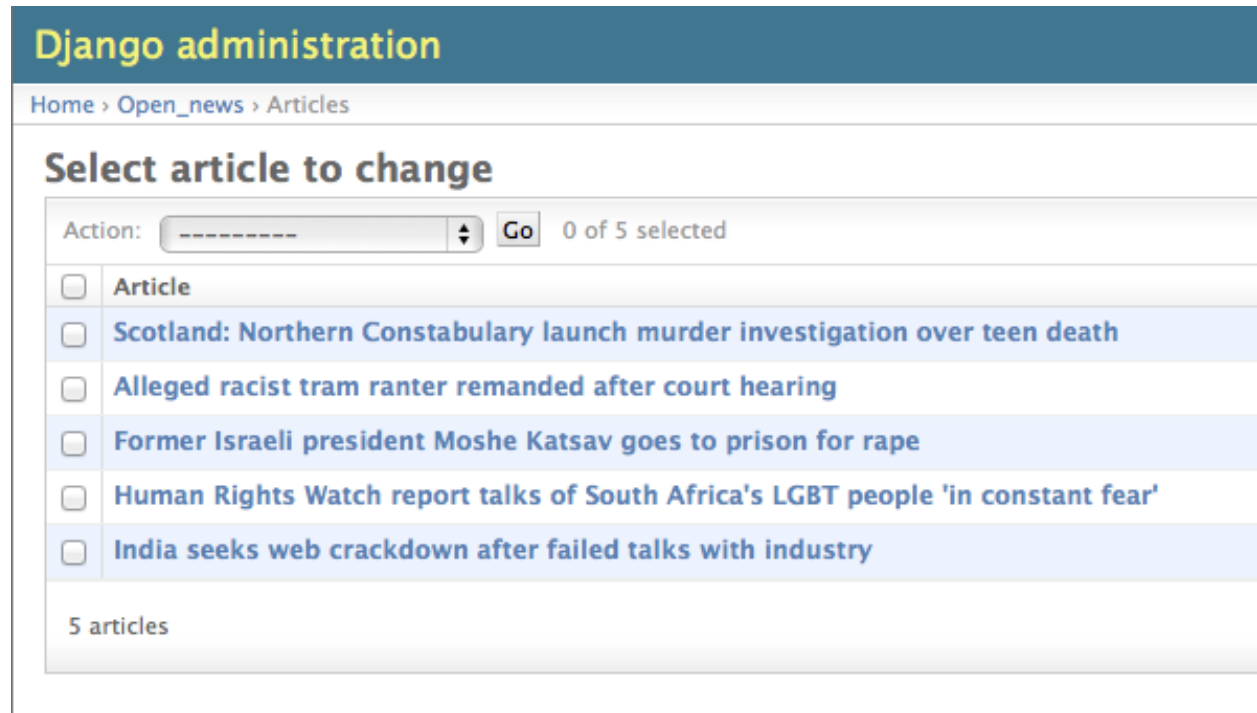 Django administration
Home › Open_news › Articles
Select article to change
Action: --------- Go 0 of 5 selected
Article
Scotland: Northern Constabulary launch murder investigation over teen death
Alleged racist tram ranter remanded after court hearing
Former Israeli president Moshe Katsav goes to prison for rape
Human Rights Watch report talks of South Africa's LGBT people 'in constant fear'
India seeks web crackdown after failed talks with industry
5 articles